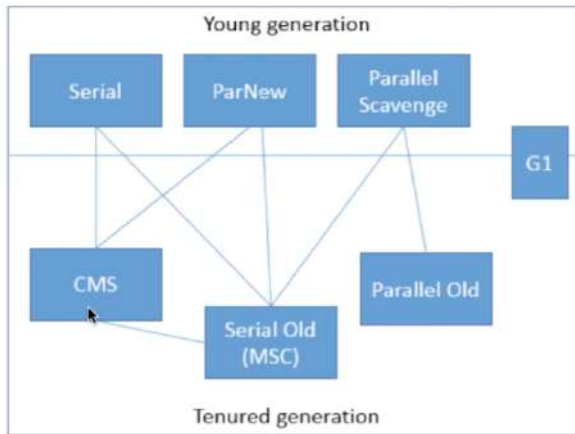 Young generation
Serial
ParNew
Parallel
Scavenge
G1
CMS
Parallel Old
Serial Old
(MSC)
Tenured generation